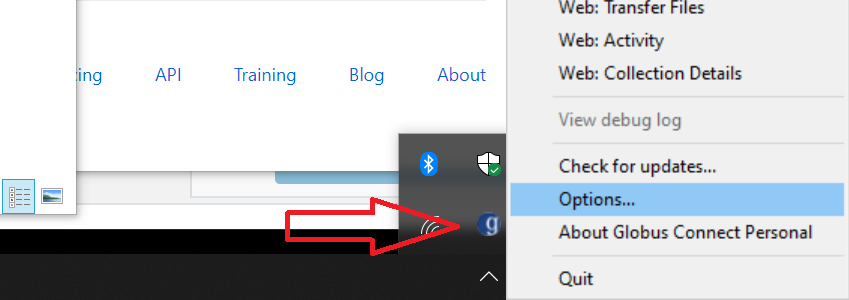 Web: Transfer Files
Web: Activity
Web: Collection Details
cing API Training Blog About
View debug log
Check for updates...
Options...
g
About Globus Connect Personal
Quit